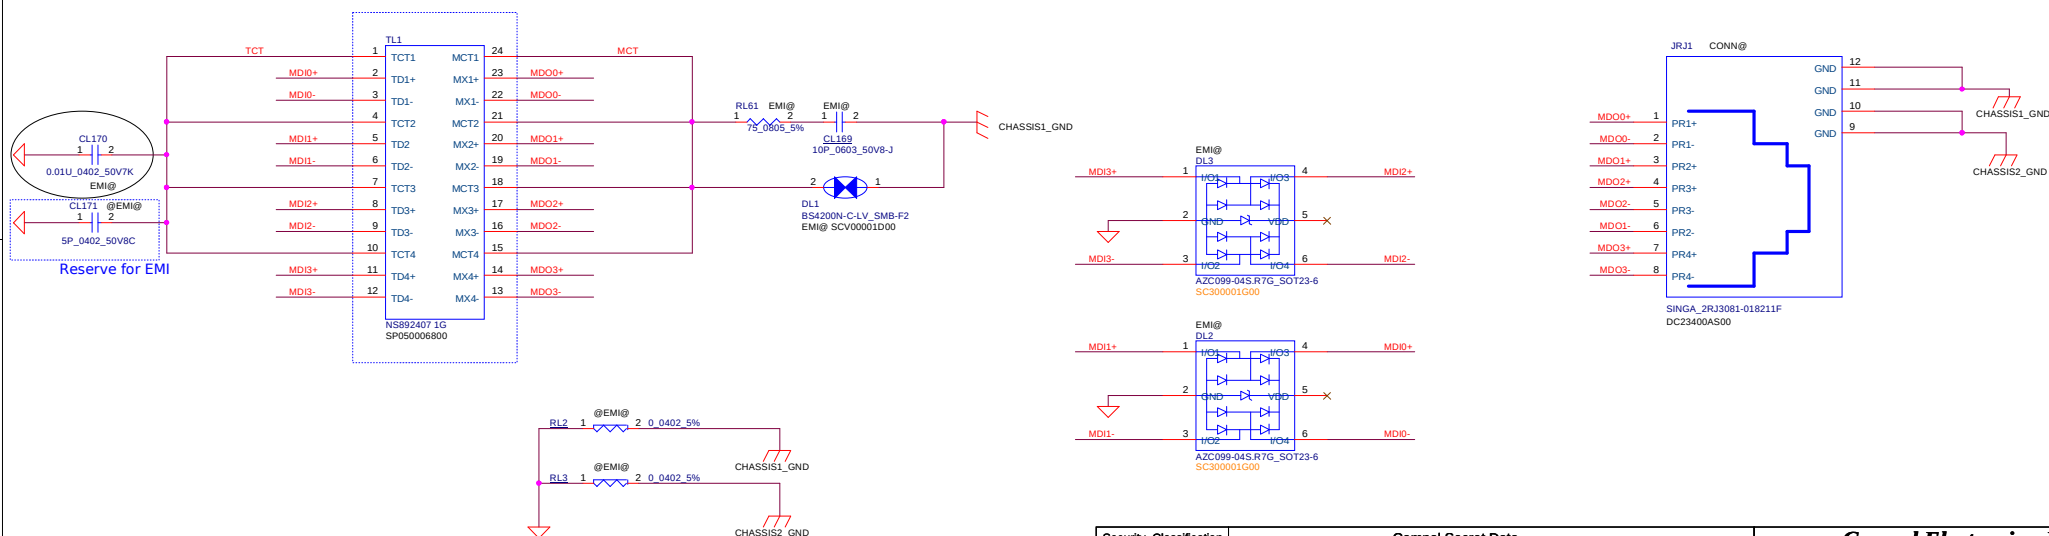 TL1
TCT
1 TCT1 MCT1 24
MCT
MDI0+ 2 TD1+ MX1+ 23 MDO0+
MDI0- 3 TD1- MX1- 22 MDO0-
4 TCT2 MCT2 21
MDI1+ 5 TD2 MX2+ 20 MDO1+
MDI1- 6 TD2- MX2- 19 MDO1-
7 TCT3 MCT3 18
MDI2+ 8 TD3+ MX3+ 17 MDO2+
MDI2- 9 TD3- MX3- 16 MDO2-
10 TCT4 MCT4 15
MDI3+ 11 TD4+ MX4+ 14 MDO3+
MDI3- 12 TD4- MX4- 13 MDO3-
NS892407 1G
SP050006800
CL170
1 2
0.01U_0402_50V7K
EMI@
CL171 @EMI@
1 2
5P_0402_50V8C
Reserve for EMI
RL61 EMI@
1 2
75_0805_5%
EMI@
1 2
CL169
10P_0603_50V8-J
CHASSIS1_GND
2 1
DL1
BS4200N-C-LV_SMB-F2
EMI@ SCV00001D00
@EMI@
RL2 1 2 0_0402_5%
CHASSIS1_GND
@EMI@
RL3 1 2 0_0402_5%
CHASSIS2_GND
EMI@
DL3
MDI3+ 1 I/O1 I/O3 4 MDI2+
2 GND VDD 5
MDI3- 3 I/O2 I/O4 6 MDI2-
AZC099-04S.R7G_SOT23-6
SC300001G00
EMI@
DL2
MDI1+ 1 I/O1 I/O3 4 MDI0+
2 GND VDD 5
MDI1- 3 I/O2 I/O4 6 MDI0-
AZC099-04S.R7G_SOT23-6
SC300001G00
JRJ1 CONN@
GND 12
GND 11
GND 10
GND 9
CHASSIS1_GND
CHASSIS2_GND
MDO0+ 1 PR1+
MDO0- 2 PR1-
MDO1+ 3 PR2+
MDO2+ 4 PR3+
MDO2- 5 PR3-
MDO1- 6 PR2-
MDO3+ 7 PR4+
MDO3- 8 PR4-
SINGA_2RJ3081-018211F
DC23400AS00
Security Classification
Compal Secret Data